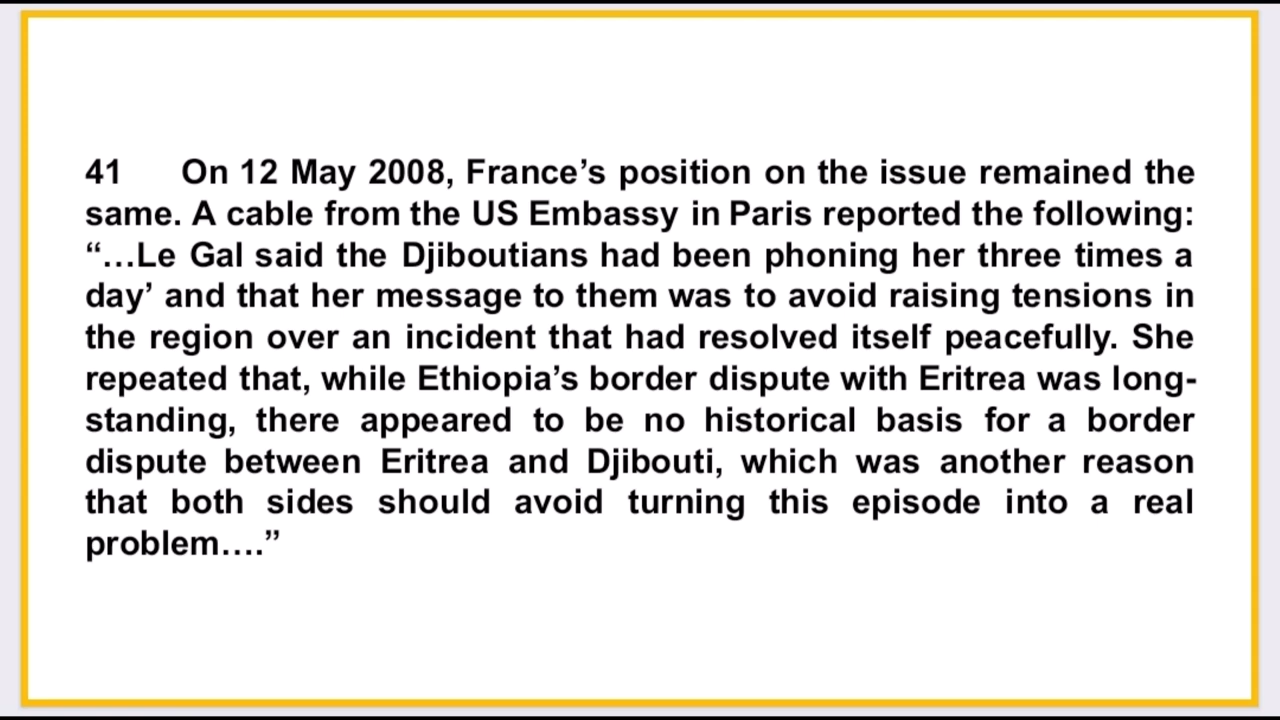 41 On 12 May 2008, France’s position on the issue remained the
same. A cable from the US Embassy in Paris reported the following:
“…Le Gal said the Djiboutians had been phoning her three times a
day’ and that her message to them was to avoid raising tensions in
the region over an incident that had resolved itself peacefully. She
repeated that, while Ethiopia’s border dispute with Eritrea was long-
standing, there appeared to be no historical basis for a border
dispute between Eritrea and Djibouti, which was another reason
that both sides should avoid turning this episode into a real
problem….”